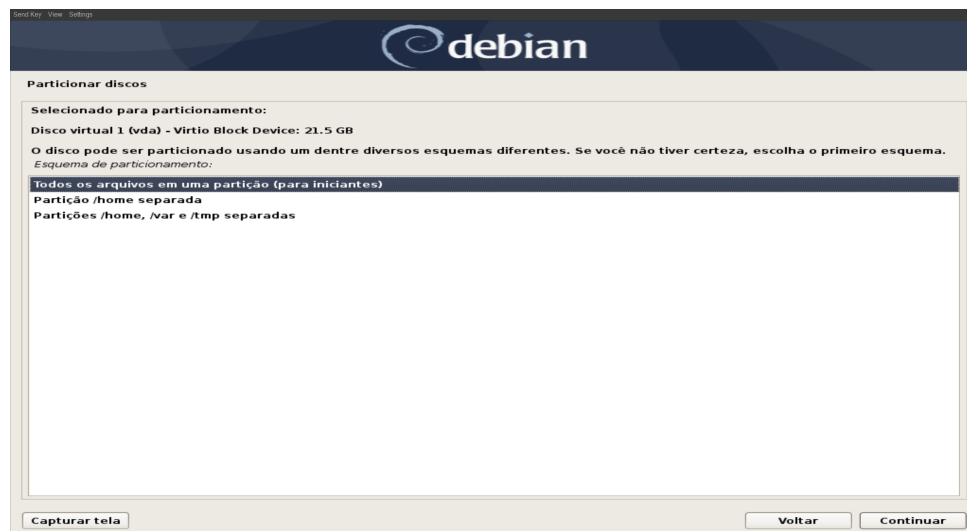 Send Key View Settings
debian
Particionar discos
Selecionado para particionamento:
Disco virtual 1 (vda) - Virtio Block Device: 21.5 GB
O disco pode ser particionado usando um dentre diversos esquemas diferentes. Se você não tiver certeza, escolha o primeiro esquema.
Esquema de particionamento:
Todos os arquivos em uma partição (para iniciantes)
Partição /home separada
Partições /home, /var e /tmp separadas
Capturar tela Voltar Continuar